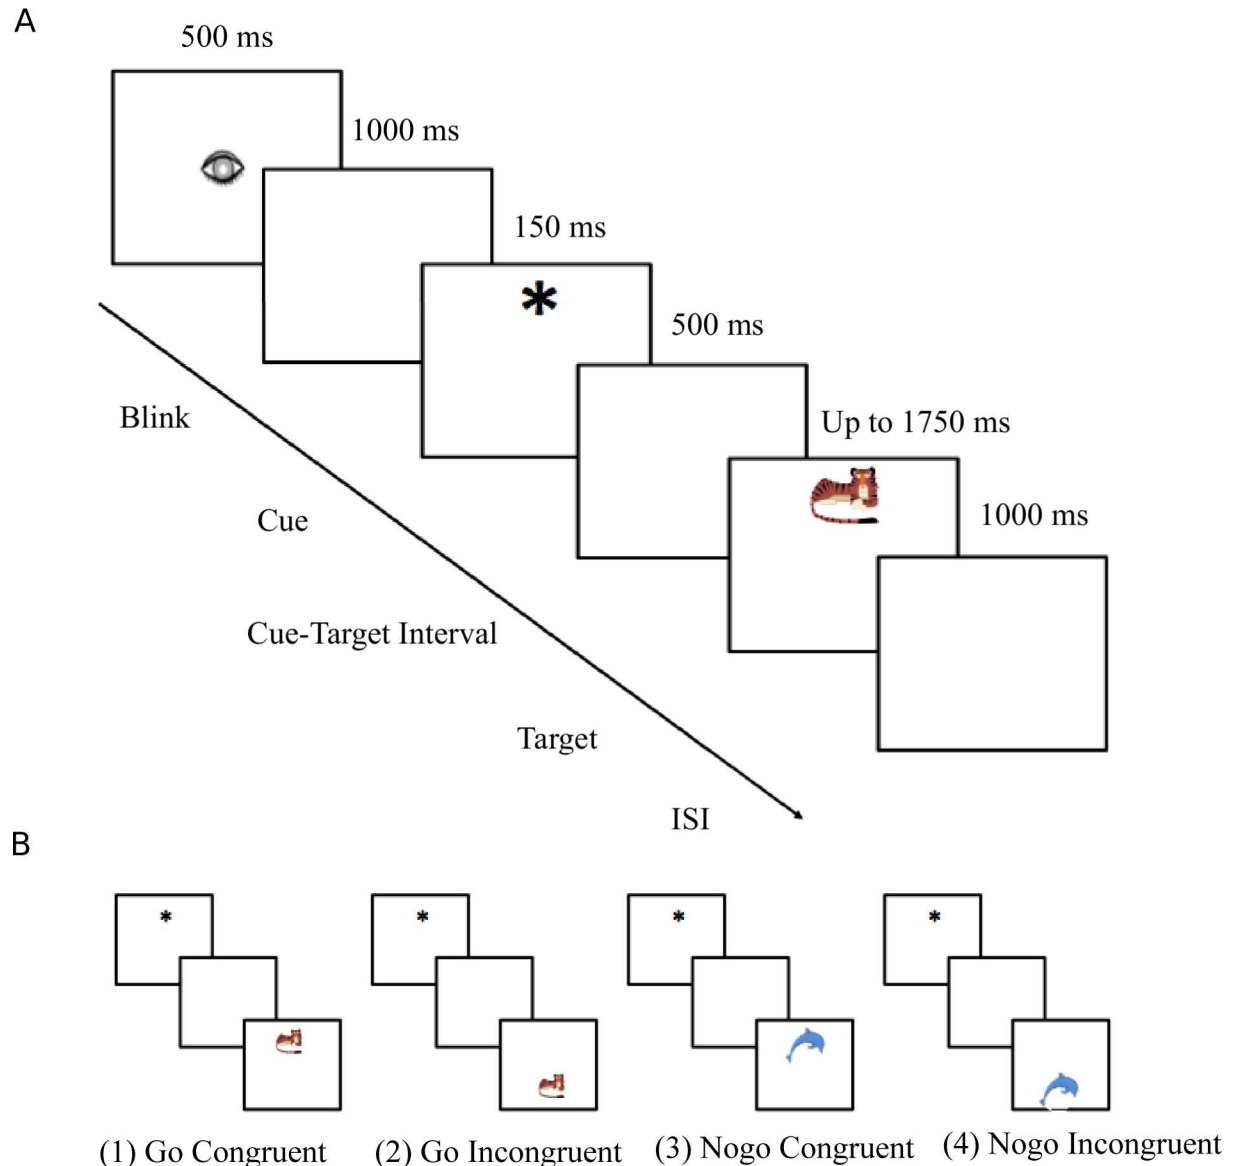 A
500 ms
1000 ms
150 ms
*
500 ms
Up to 1750 ms
1000 ms
Blink
Cue
Cue-Target Interval
Target
ISI
B
* * * *
(1) Go Congruent (2) Go Incongruent (3) Nogo Congruent (4) Nogo Incongruent